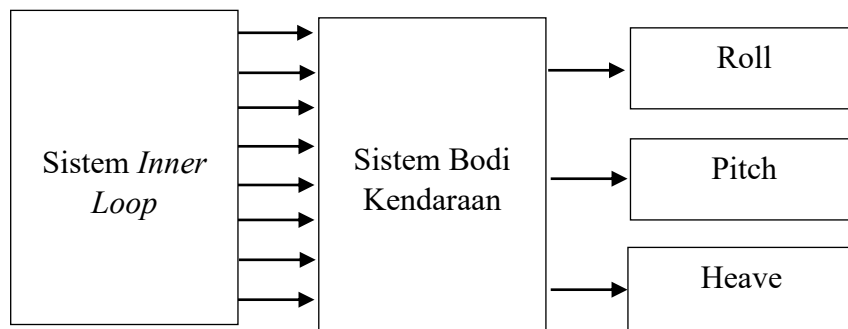 Sistem Inner
Loop
Sistem Bodi
Kendaraan
Roll
Pitch
Heave